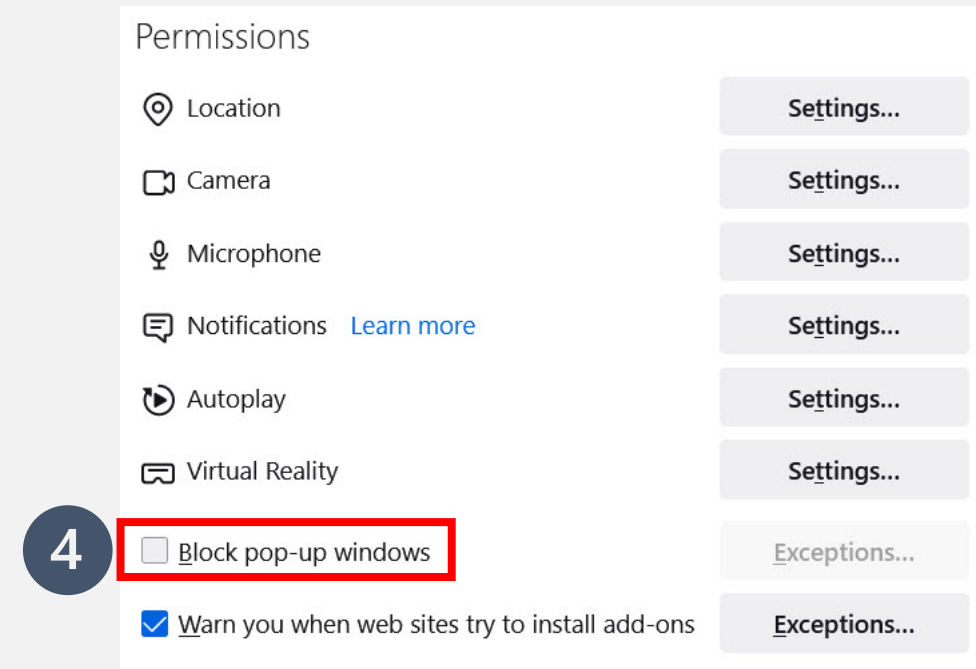 Permissions
Location Settings...
Camera Settings...
Microphone Settings...
Notifications Learn more Settings...
Autoplay Settings...
Virtual Reality Settings...
4 Block pop-up windows Exceptions...
Warn you when web sites try to install add-ons Exceptions...